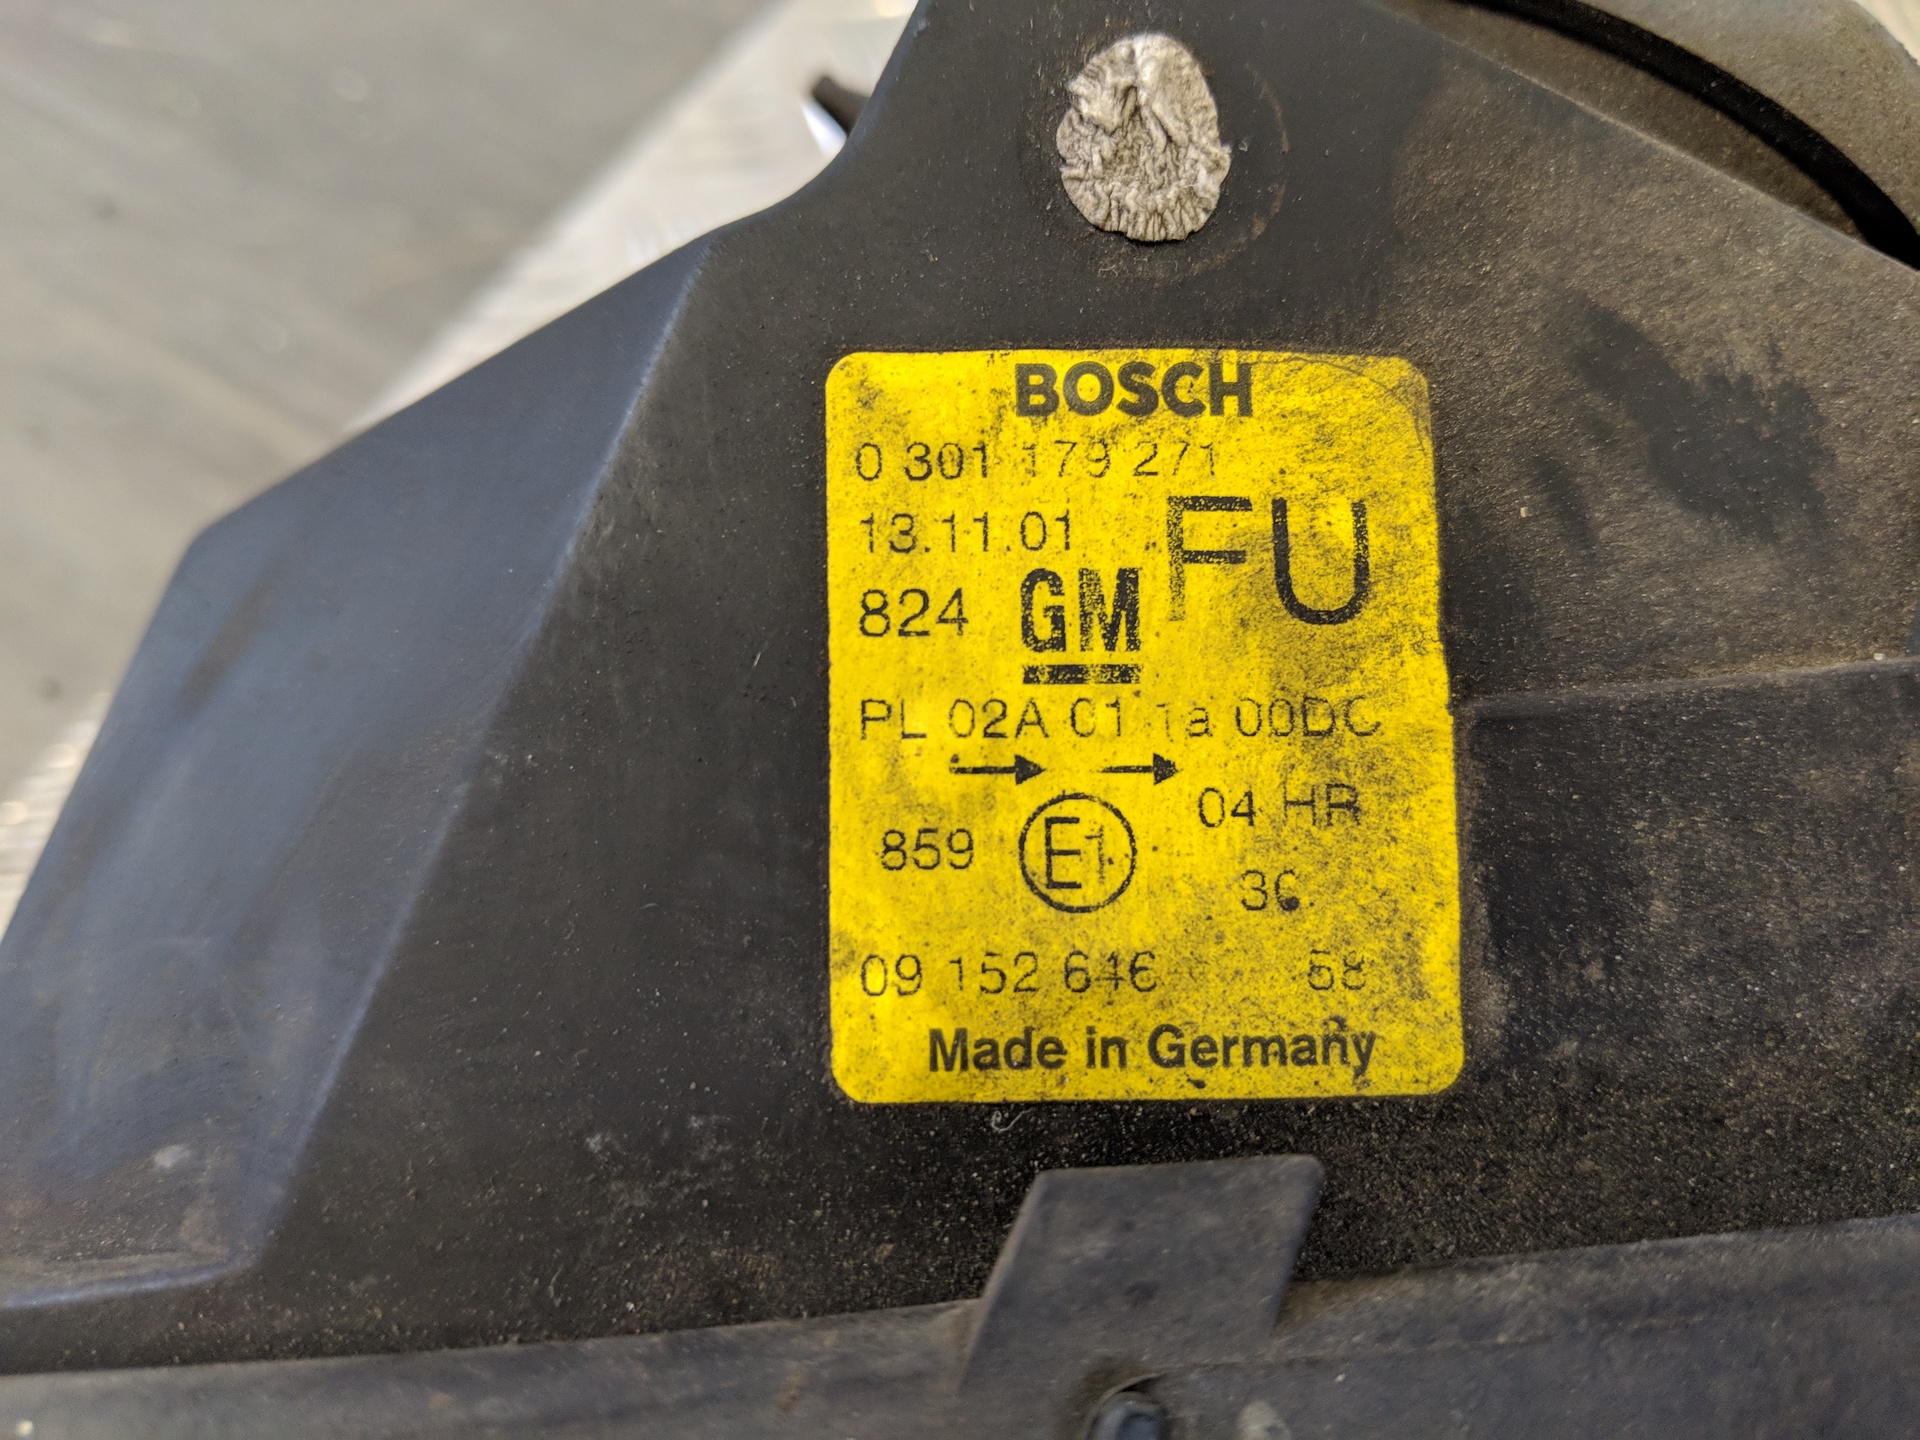 BOSCH
0 301 179 271
13.11.01 FU
824 GM
PL 02A 01 1a 00DC
→ →
04 HR
859 E1
30
09 152 646 58
Made in Germany